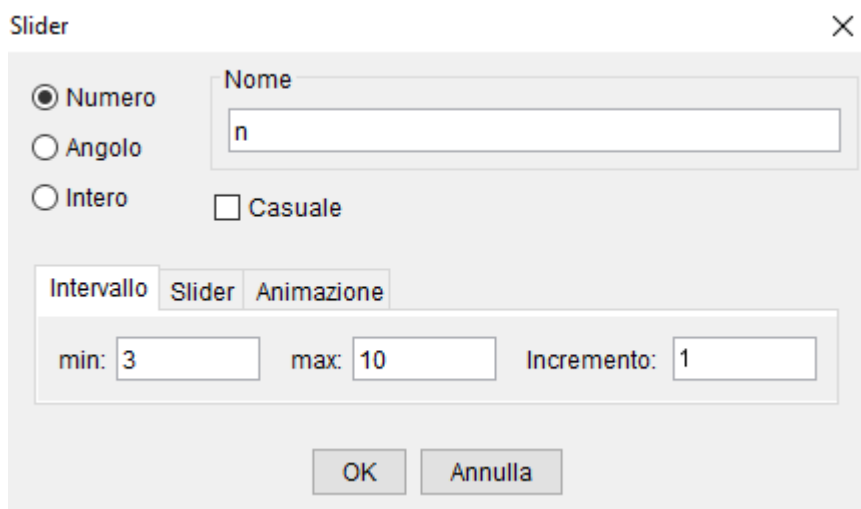 Slider
Numero
Angolo
Intero
Nome
n
Casuale
Intervallo Slider Animazione
min: 3 max: 10 Incremento: 1
OK Annulla